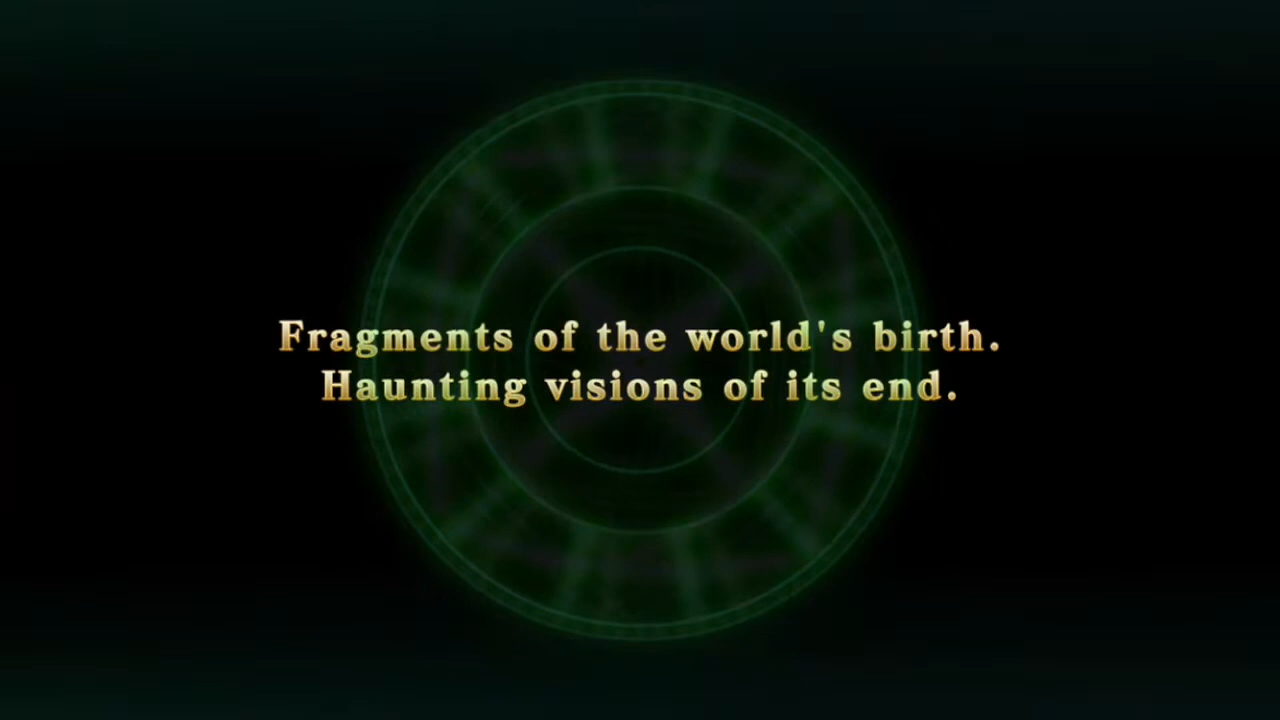 Fragments of the world's birth.
Haunting visions of its end.